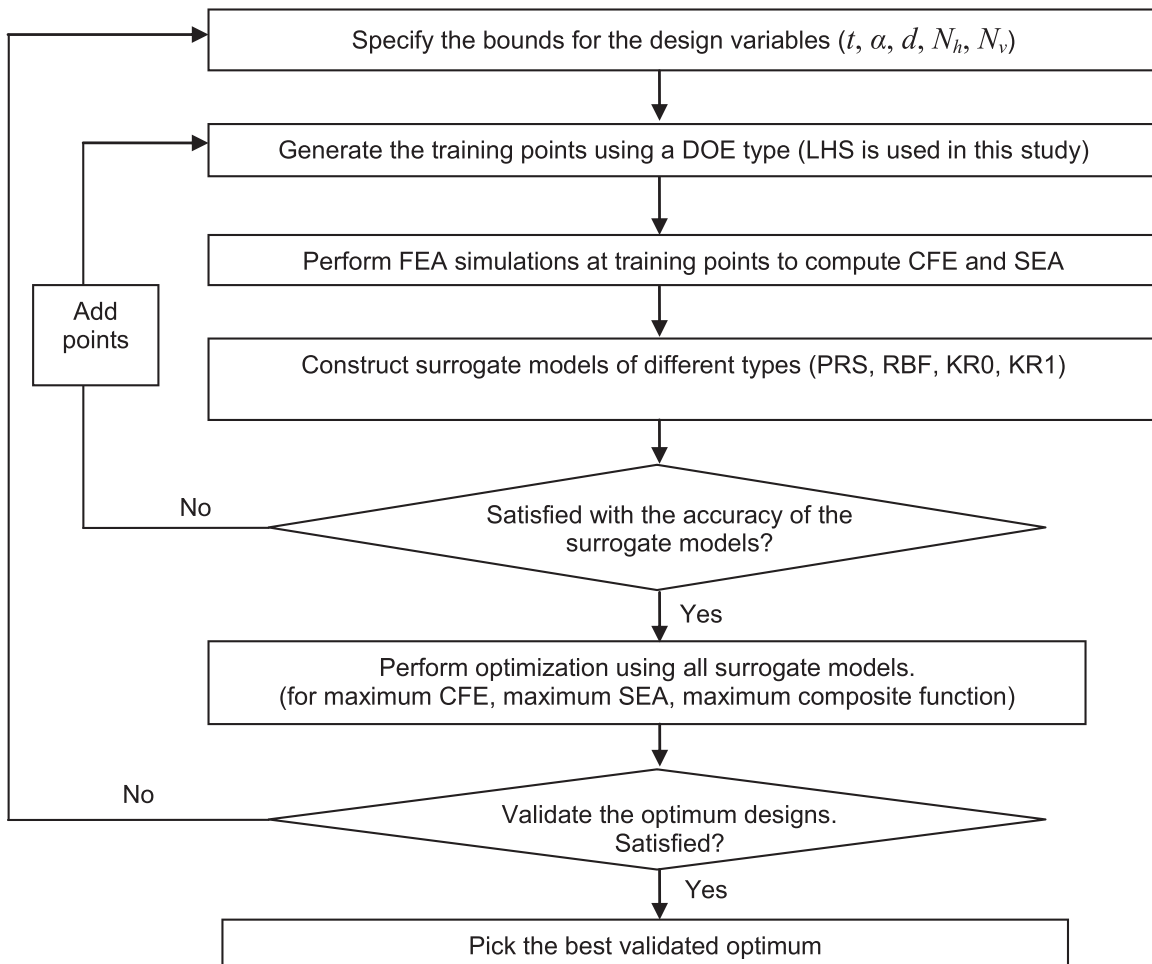 Specify the bounds for the design variables (t, α, d, Nh, Nv)
Generate the training points using a DOE type (LHS is used in this study)
Perform FEA simulations at training points to compute CFE and SEA
Add
points
Construct surrogate models of different types (PRS, RBF, KR0, KR1)
No
Satisfied with the accuracy of the
surrogate models?
Yes
Perform optimization using all surrogate models.
(for maximum CFE, maximum SEA, maximum composite function)
No
Validate the optimum designs.
Satisfied?
Yes
Pick the best validated optimum